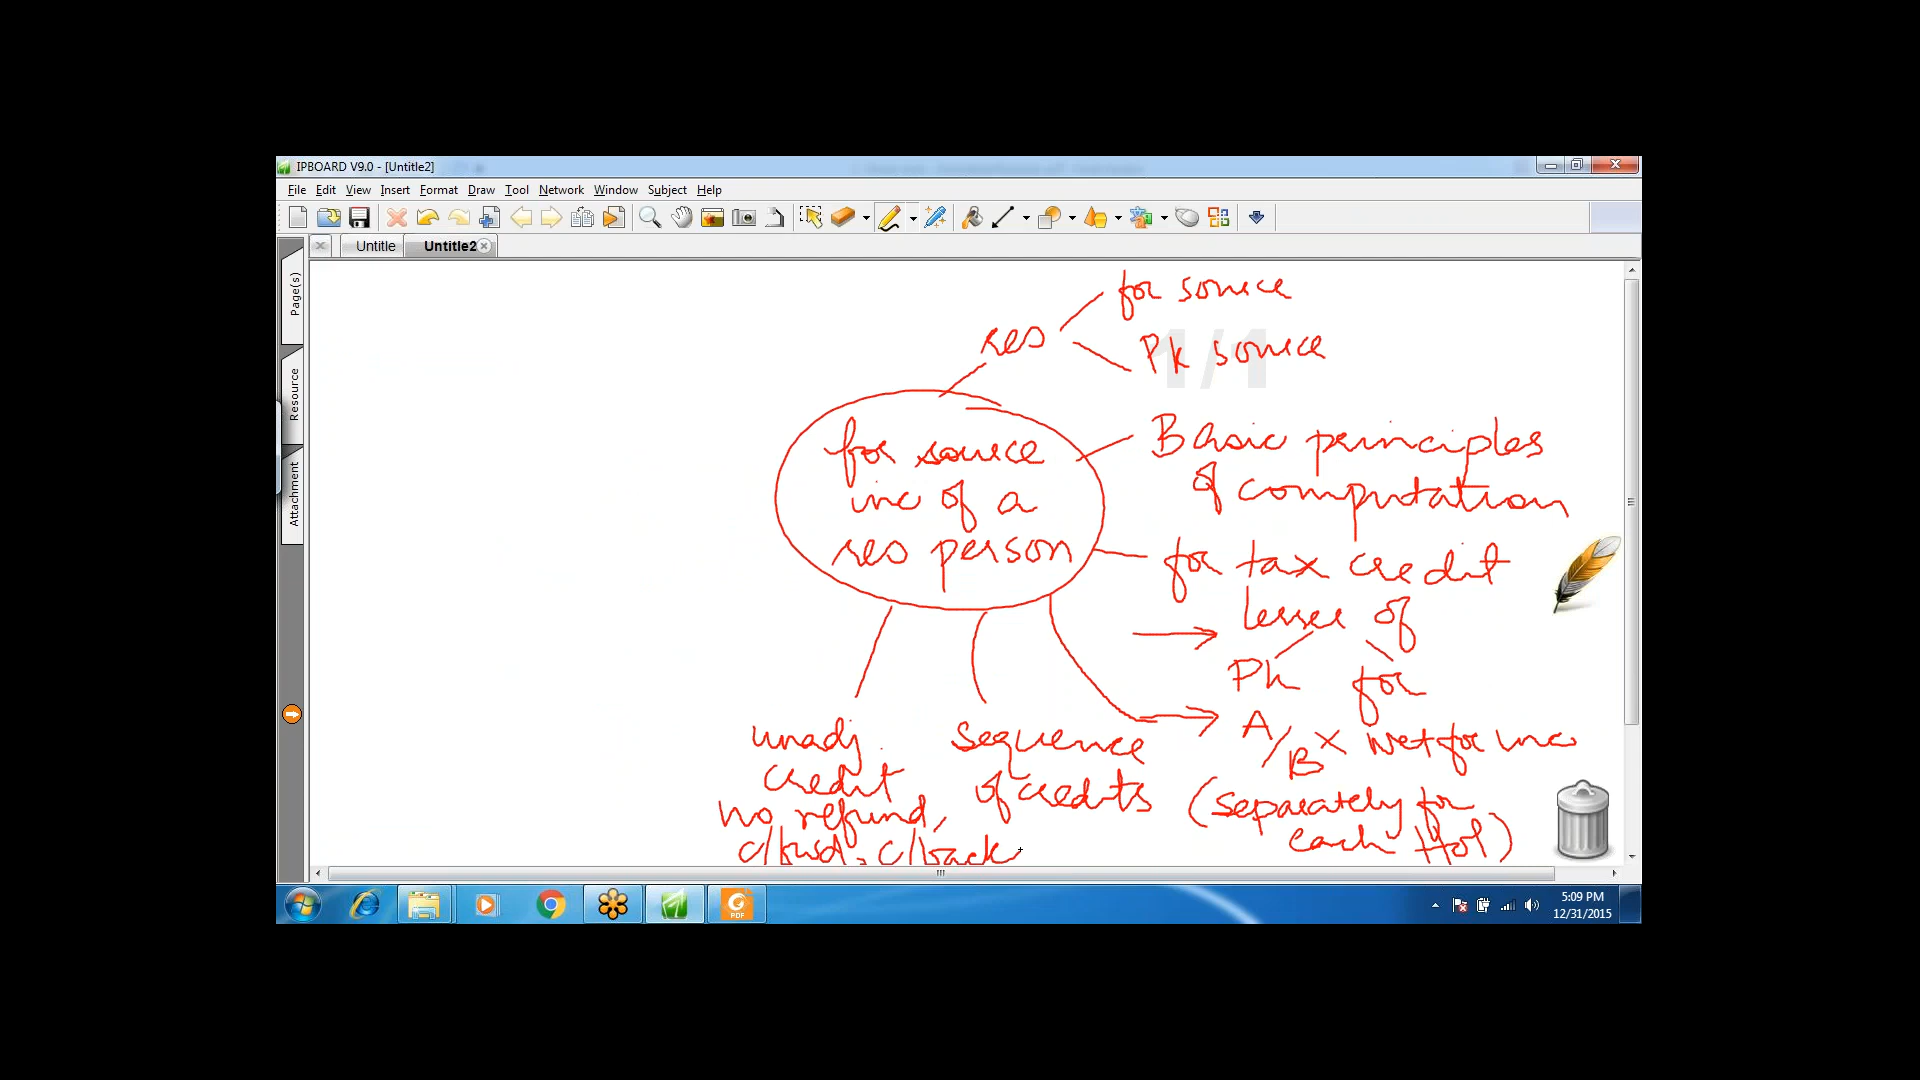 IPBOARD V9.0 - [Untitle2]
File Edit View Insert Format Draw Tool Network Window Subject Help
Untitle Untitle2
Page(s)
Resource
Attachment
1/1
for source
res
Pk source
for source
inc of a
res person
Basic principles
of computation
for tax credit
lesser of
Pk for
A/B x Net for inc
(separately for
each HoI)
sequence
of credits
unadj.
credit
no refund,
c/fwd, c/back
PDF
5:09 PM
12/31/2015